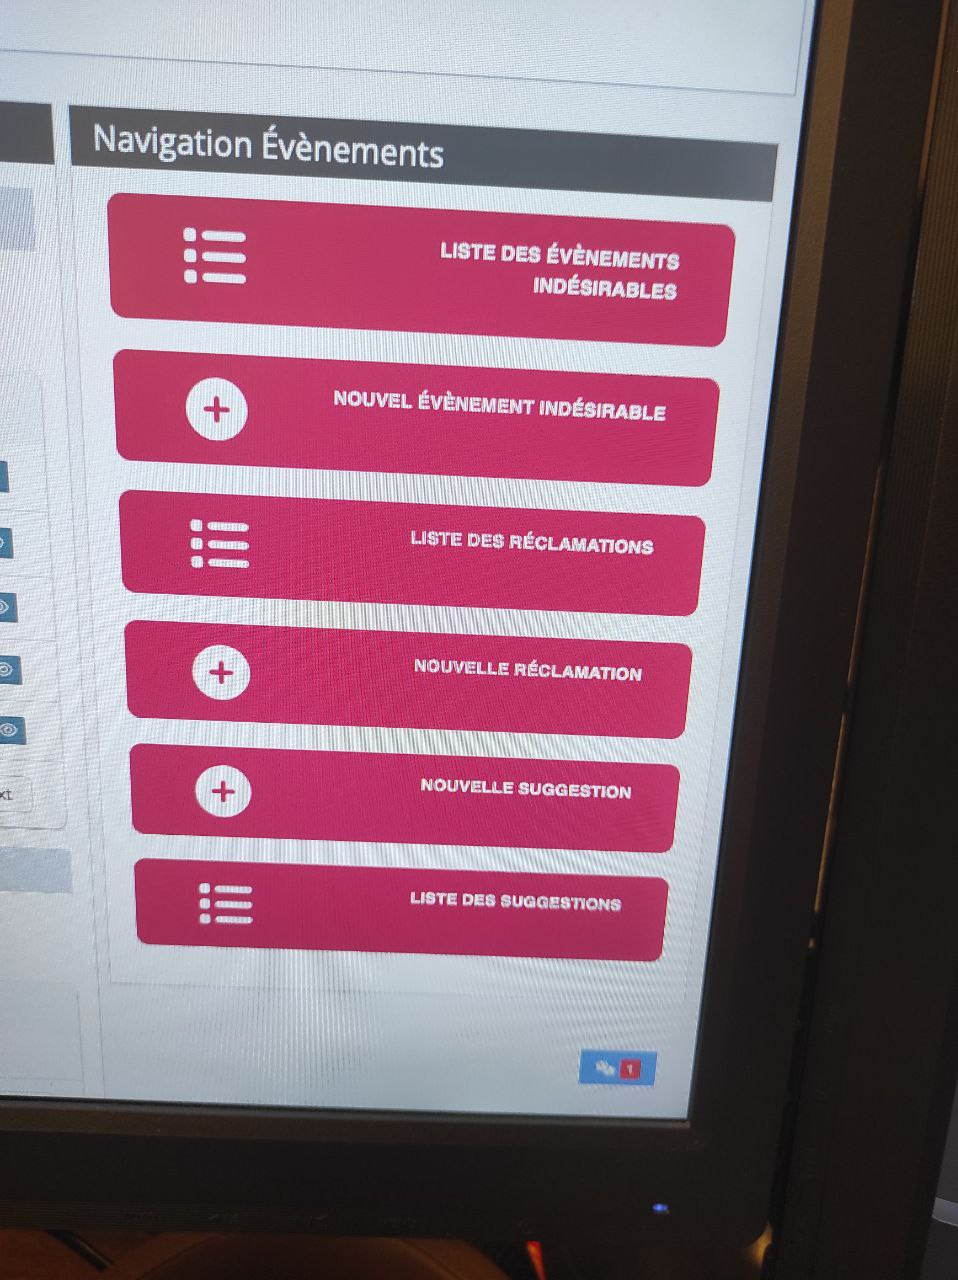 Navigation Évènements
LISTE DES ÉVÈNEMENTS
INDÉSIRABLES
NOUVEL ÉVÈNEMENT INDÉSIRABLE
LISTE DES RÉCLAMATIONS
NOUVELLE RÉCLAMATION
NOUVELLE SUGGESTION
xt
LISTE DES SUGGESTIONS
1